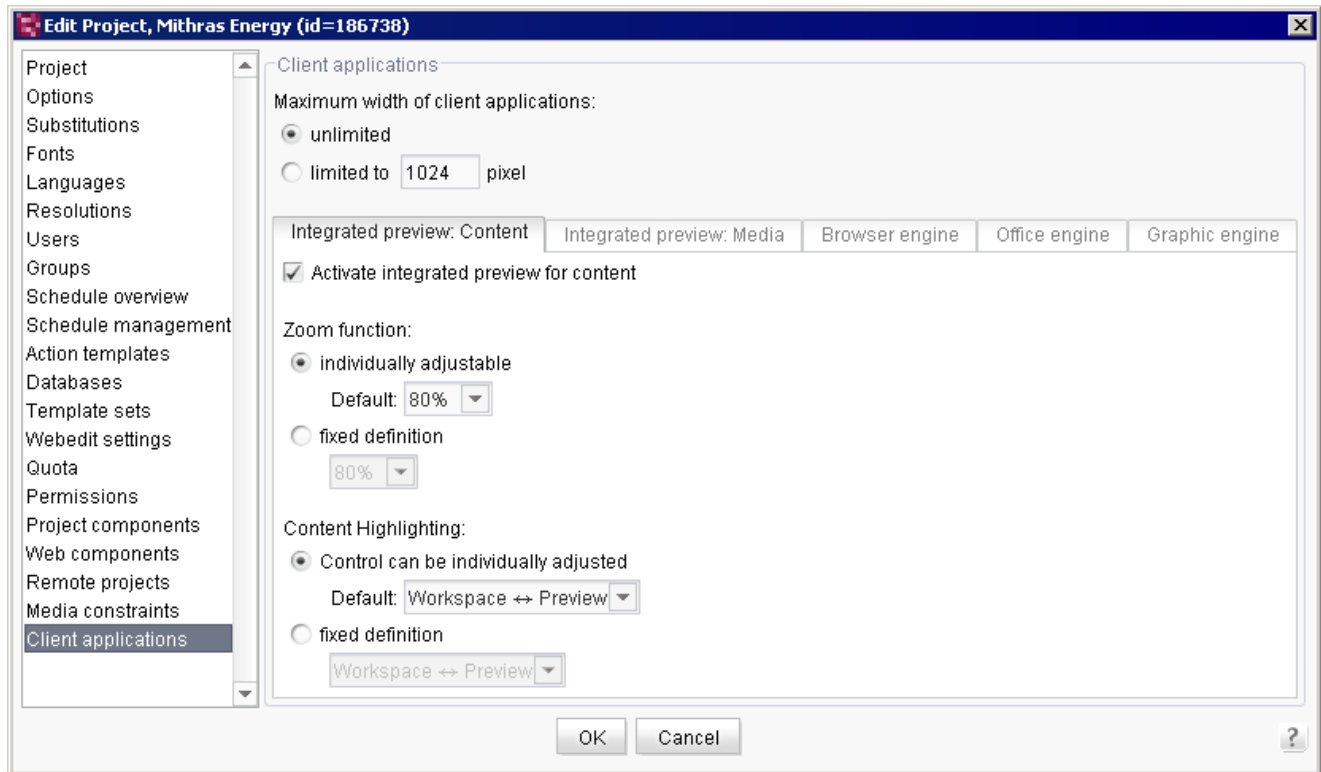 Edit Project, Mithras Energy (id=186738)
Project
Options
Substitutions
Fonts
Languages
Resolutions
Users
Groups
Schedule overview
Schedule management
Action templates
Databases
Template sets
Webedit settings
Quota
Permissions
Project components
Web components
Remote projects
Media constraints
Client applications
Client applications
Maximum width of client applications:
unlimited
limited to 1024 pixel
Integrated preview: Content Integrated preview: Media Browser engine Office engine Graphic engine
Activate integrated preview for content
Zoom function:
individually adjustable
Default: 80%
fixed definition
80%
Content Highlighting:
Control can be individually adjusted
Default: Workspace ↔ Preview
fixed definition
Workspace ↔ Preview
OK Cancel ?